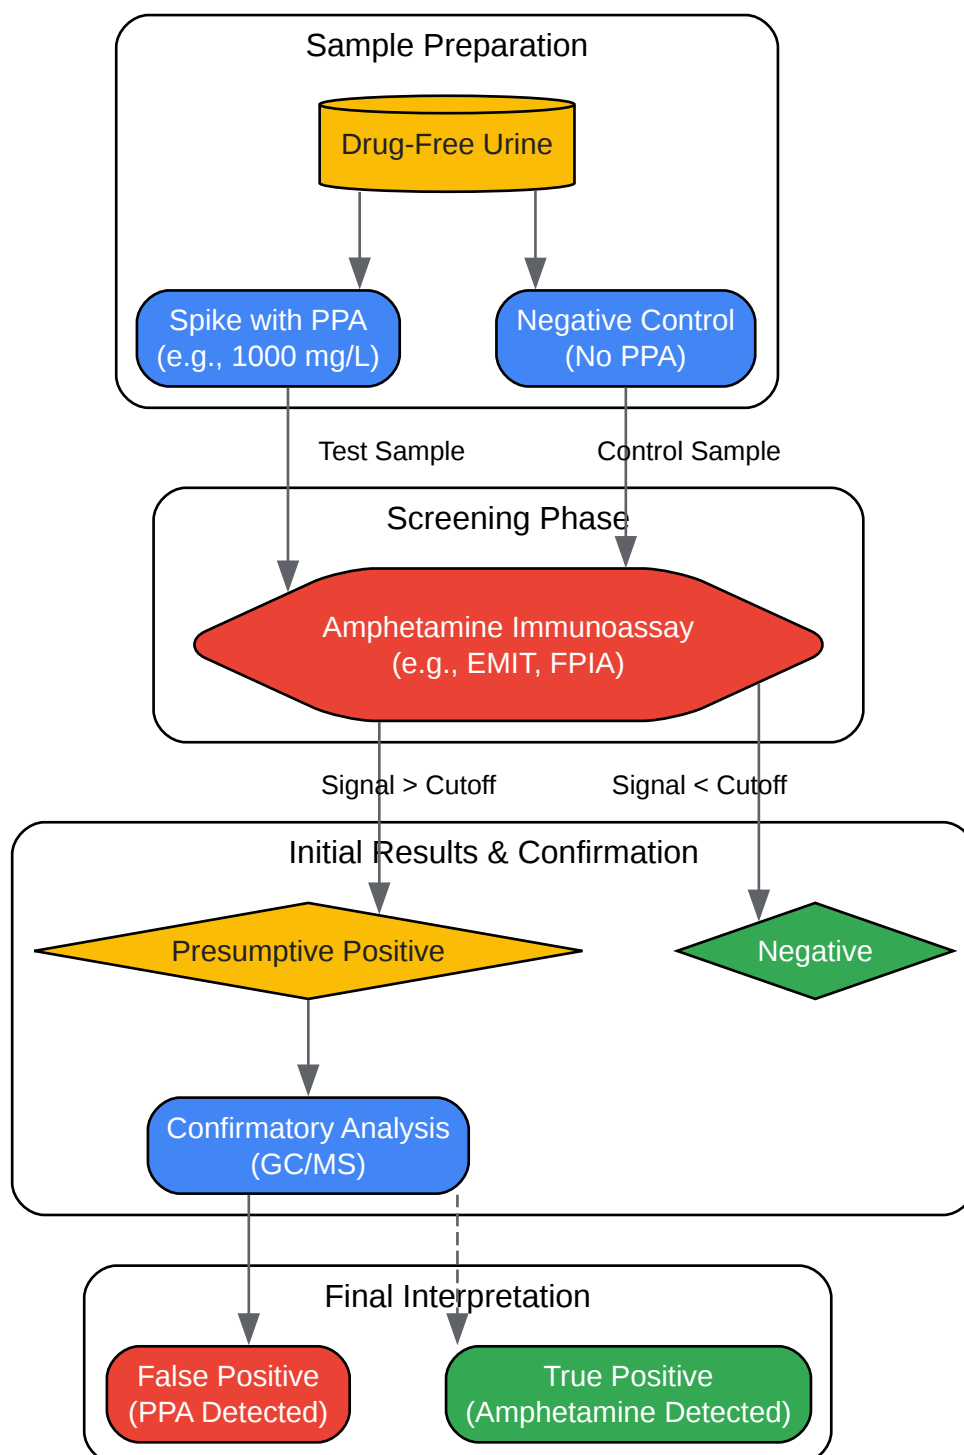 Sample Preparation
Drug-Free Urine
Spike with PPA
(e.g., 1000 mg/L)
Negative Control
(No PPA)
Test Sample
Control Sample
Screening Phase
Amphetamine Immunoassay
(e.g., EMIT, FPIA)
Signal > Cutoff
Signal < Cutoff
Initial Results & Confirmation
Presumptive Positive
Negative
Confirmatory Analysis
(GC/MS)
Final Interpretation
False Positive
(PPA Detected)
True Positive
(Amphetamine Detected)